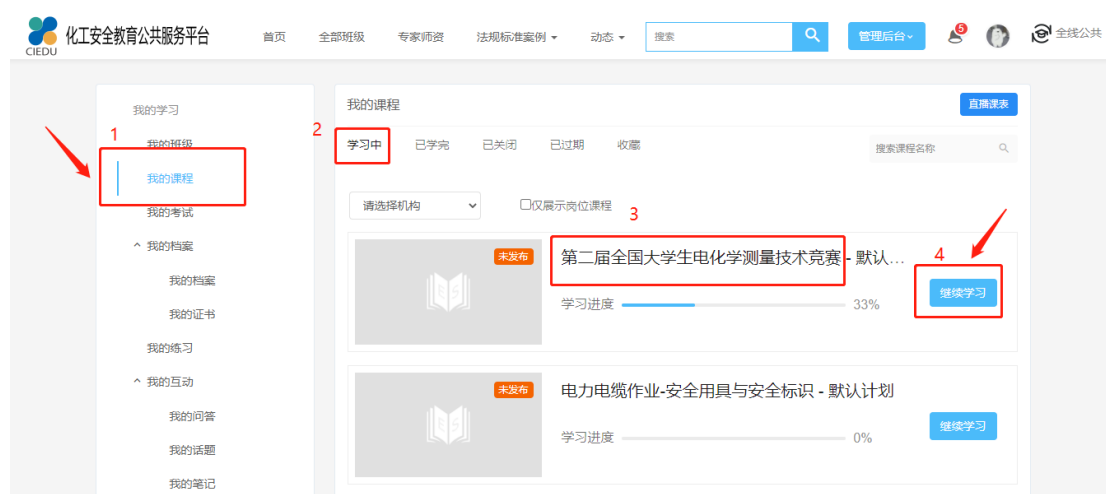 CIEDU 化工安全教育公共服务平台 首页 全部班级 专家师资 法规标准案例 动态 搜索 管理后台 5 全线公共
我的学习
1 我的班级
我的课程
我的考试
我的档案
我的档案
我的证书
我的练习
我的互动
我的问答
我的话题
我的笔记
我的课程 直播课表
2 学习中 已学完 已关闭 已过期 收藏 搜索课程名称
请选择机构 仅展示岗位课程 3
未发布 第二届全国大学生电化学测量技术竞赛 - 默认... 4
学习进度 33% 继续学习
未发布 电力电缆作业-安全用具与安全标识 - 默认计划
学习进度 0% 继续学习